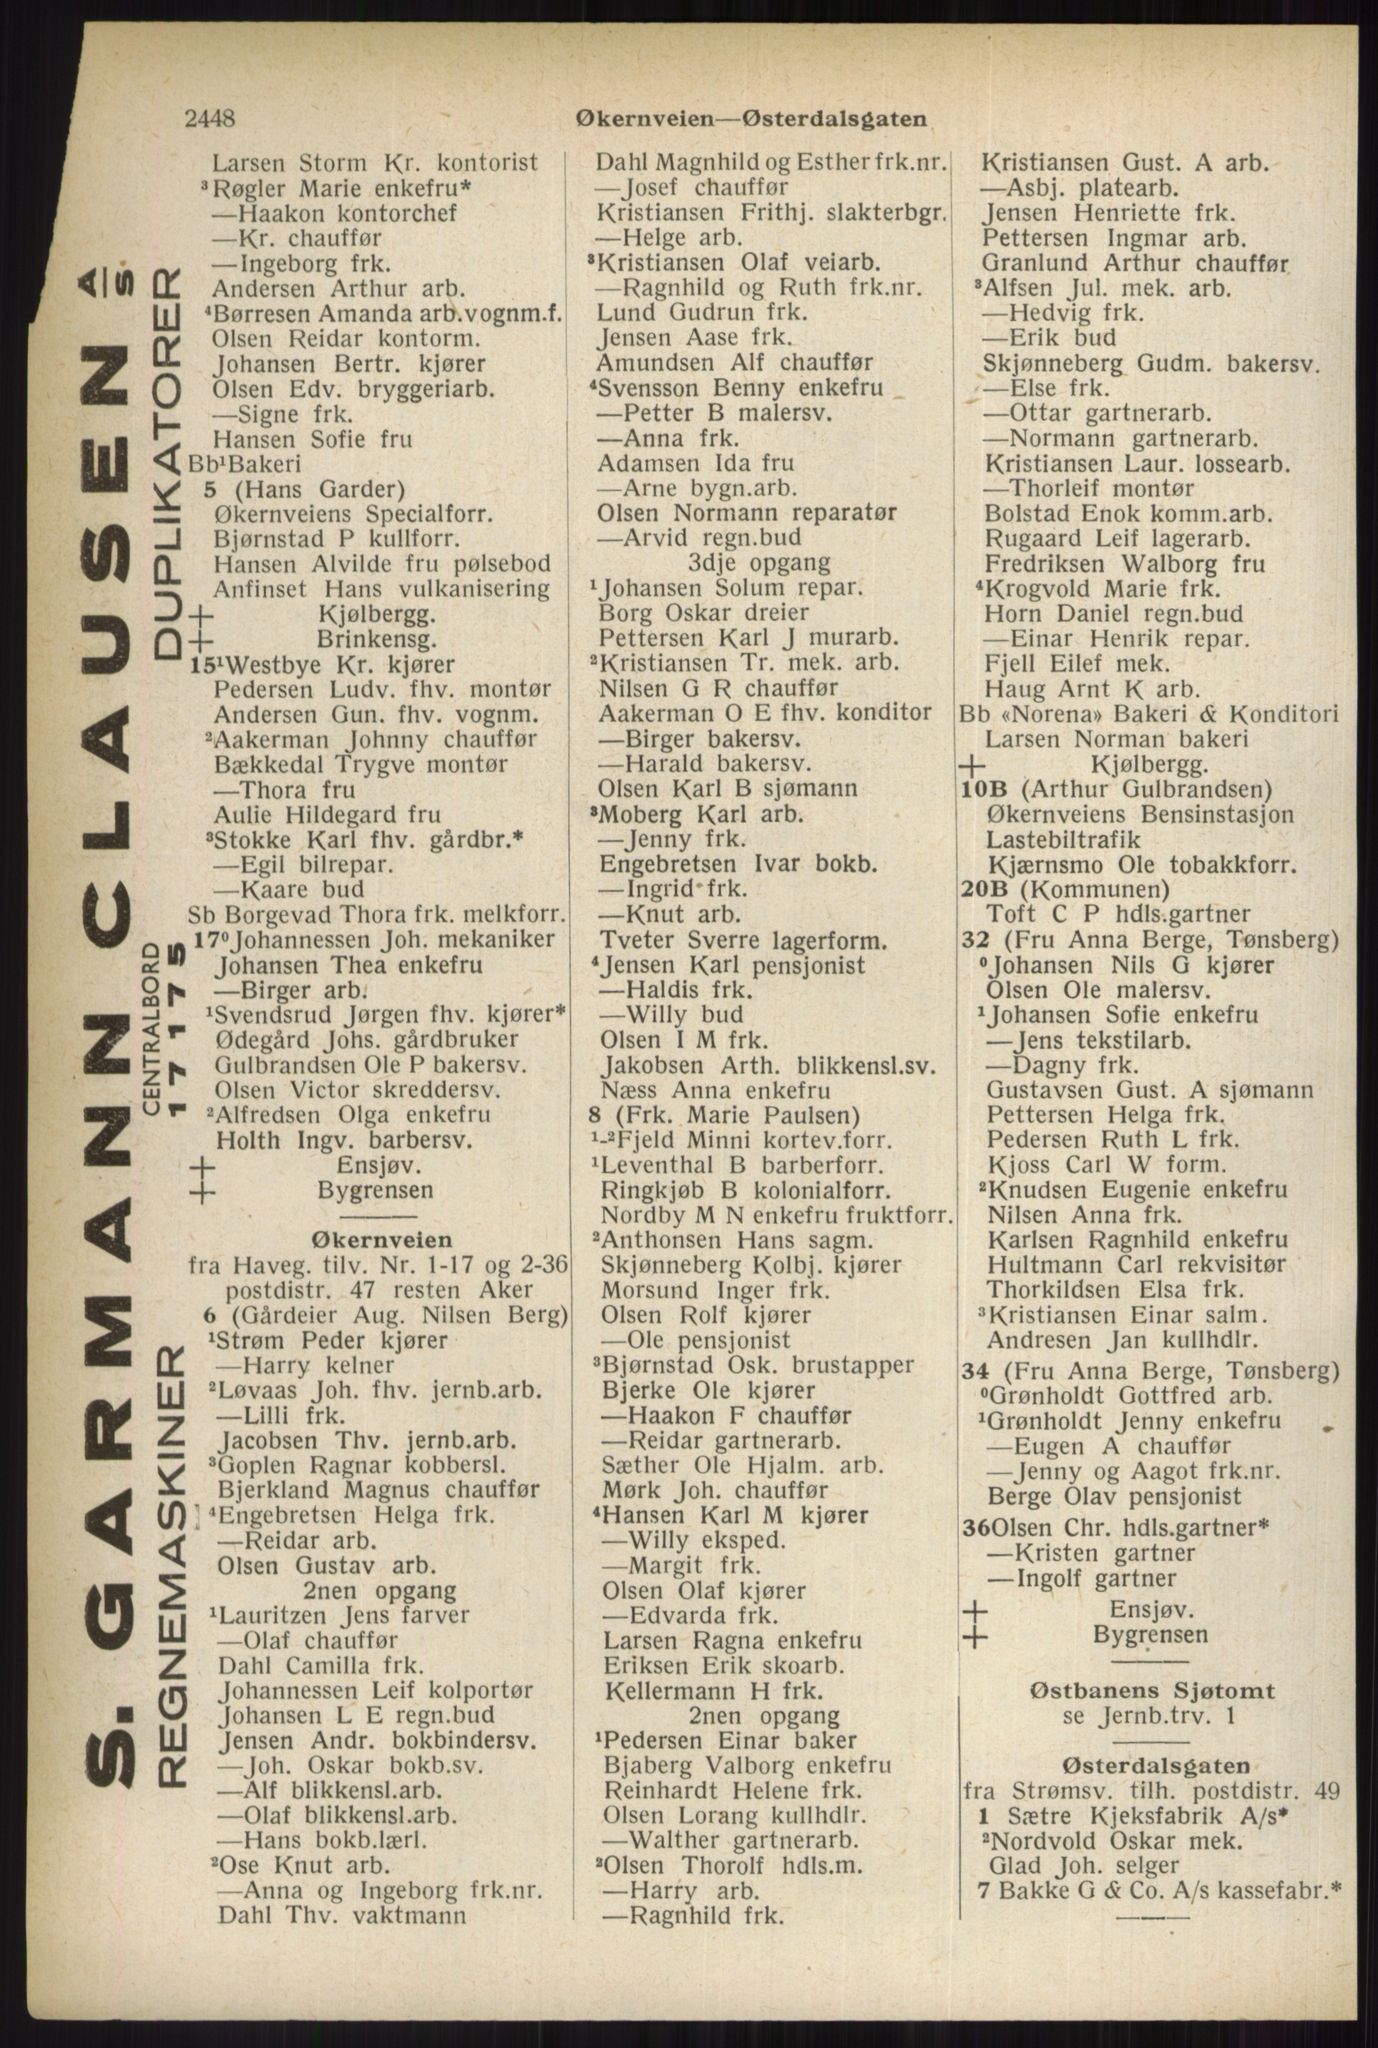 2448
Økernveien—Østerdalsgaten
S. GARMANN CLAUSEN A/S
REGNEMASKINER
CENTRALBORD
17175
DUPLIKATORER
Larsen Storm Kr. kontorist
³Røgler Marie enkefru*
—Haakon kontorchef
—Kr. chauffør
—Ingeborg frk.
Andersen Arthur arb.
⁴Børresen Amanda arb.vognm.f.
Olsen Reidar kontorm.
Johansen Bertr. kjører
Olsen Edv. bryggeriarb.
—Signe frk.
Hansen Sofie fru
Bb¹Bakeri
5 (Hans Garder)
Økernveiens Specialforr.
Bjørnstad P kullforr.
Hansen Alvilde fru pølsebod
Anfinset Hans vulkanisering
+ Kjølbergg.
+ Brinkensg.
15¹Westbye Kr. kjører
Pedersen Ludv. fhv. montør
Andersen Gun. fhv. vognm.
²Aakerman Johnny chauffør
Bækkedal Trygve montør
—Thora fru
Aulie Hildegard fru
³Stokke Karl fhv. gårdbr.*
—Egil bilrepar.
—Kaare bud
Sb Borgevad Thora frk. melkforr.
17⁰Johannessen Joh. mekaniker
Johansen Thea enkefru
—Birger arb.
¹Svendsrud Jørgen fhv. kjører*
Ødegård Johs. gårdbruker
Gulbrandsen Ole P bakersv.
Olsen Victor skreddersv.
²Alfredsen Olga enkefru
Holth Ingv. barbersv.
+ Ensjøv.
+ Bygrensen
Økernveien
fra Haveg. tilv. Nr. 1-17 og 2-36
postdistr. 47 resten Aker
6 (Gårdeier Aug. Nilsen Berg)
¹Strøm Peder kjører
—Harry kelner
²Løvaas Joh. fhv. jernb.arb.
—Lilli frk.
Jacobsen Thv. jernb.arb.
³Goplen Ragnar kobbersl.
Bjerkland Magnus chauffør
⁴Engebretsen Helga frk.
—Reidar arb.
Olsen Gustav arb.
2nen opgang
¹Lauritzen Jens farver
—Olaf chauffør
Dahl Camilla frk.
Johannessen Leif kolportør
Johansen L E regn.bud
Jensen Andr. bokbindersv.
—Joh. Oskar bokb.sv.
—Alf blikkensl.arb.
—Olaf blikkensl.arb.
—Hans bokb.lærl.
²Ose Knut arb.
—Anna og Ingeborg frk.nr.
Dahl Thv. vaktmann
Dahl Magnhild og Esther frk.nr.
—Josef chauffør
Kristiansen Frithj. slakterbgr.
—Helge arb.
³Kristiansen Olaf veiarb.
—Ragnhild og Ruth frk.nr.
Lund Gudrun frk.
Jensen Aase frk.
Amundsen Alf chauffør
⁴Svensson Benny enkefru
—Petter B malersv.
—Anna frk.
Adamsen Ida fru
—Arne bygn.arb.
Olsen Normann reparatør
—Arvid regn.bud
3dje opgang
¹Johansen Solum repar.
Borg Oskar dreier
Pettersen Karl J murarb.
²Kristiansen Tr. mek. arb.
Nilsen G R chauffør
Aakerman O E fhv. konditor
—Birger bakersv.
—Harald bakersv.
Olsen Karl B sjømann
³Moberg Karl arb.
—Jenny frk.
Engebretsen Ivar bokb.
—Ingrid frk.
—Knut arb.
Tveter Sverre lagerform.
⁴Jensen Karl pensjonist
—Haldis frk.
—Willy bud
Olsen I M frk.
Jakobsen Arth. blikkensl.sv.
Næss Anna enkefru
8 (Frk. Marie Paulsen)
¹-²Fjeld Minni kortev.forr.
¹Leventhal B barberforr.
Ringkjøb B kolonialforr.
Nordby M N enkefru fruktforr.
²Anthonsen Hans sagm.
Skjønneberg Kolbj. kjører
Morsund Inger frk.
Olsen Rolf kjører
—Ole pensjonist
³Bjørnstad Osk. brustapper
Bjerke Ole kjører
—Haakon F chauffør
—Reidar gartnerarb.
Sæther Ole Hjalm. arb.
Mørk Joh. chauffør
⁴Hansen Karl M kjører
—Willy eksped.
—Margit frk.
Olsen Olaf kjører
—Edvarda frk.
Larsen Ragna enkefru
Eriksen Erik skoarb.
Kellermann H frk.
2nen opgang
¹Pedersen Einar baker
Bjaberg Valborg enkefru
Reinhardt Helene frk.
Olsen Lorang kullhdlr.
—Walther gartnerarb.
²Olsen Thorolf hdls.m.
—Harry arb.
—Ragnhild frk.
Kristiansen Gust. A arb.
—Asbj. platearb.
Jensen Henriette frk.
Pettersen Ingmar arb.
Granlund Arthur chauffør
³Alfsen Jul. mek. arb.
—Hedvig frk.
—Erik bud
Skjønneberg Gudm. bakersv.
—Else frk.
—Ottar gartnerarb.
—Normann gartnerarb.
Kristiansen Laur. lossearb.
—Thorleif montør
Bolstad Enok komm.arb.
Rugaard Leif lagerarb.
Fredriksen Walborg fru
⁴Krogvold Marie frk.
Horn Daniel regn.bud
—Einar Henrik repar.
Fjell Eilef mek.
Haug Arnt K arb.
Bb «Norena» Bakeri & Konditori
Larsen Norman bakeri
+ Kjølbergg.
10B (Arthur Gulbrandsen)
Økernveiens Bensinstasjon
Lastebiltrafik
Kjærnsmo Ole tobakkforr.
20B (Kommunen)
Toft C P hdls.gartner
32 (Fru Anna Berge, Tønsberg)
⁰Johansen Nils G kjører
Olsen Ole malersv.
¹Johansen Sofie enkefru
—Jens tekstilarb.
—Dagny frk.
Gustavsen Gust. A sjømann
Pettersen Helga frk.
Pedersen Ruth L frk.
Kjoss Carl W form.
²Knudsen Eugenie enkefru
Nilsen Anna frk.
Karlsen Ragnhild enkefru
Hultmann Carl rekvisitør
Thorkildsen Elsa frk.
³Kristiansen Einar salm.
Andresen Jan kullhdlr.
34 (Fru Anna Berge, Tønsberg)
⁰Grønholdt Gottfred arb.
¹Grønholdt Jenny enkefru
—Eugen A chauffør
—Jenny og Aagot frk.nr.
Berge Olav pensjonist
36Olsen Chr. hdls.gartner*
—Kristen gartner
—Ingolf gartner
+ Ensjøv.
+ Bygrensen
Østbanens Sjøtomt
se Jernb.trv. 1
Østerdalsgaten
fra Strømsv. tilh. postdistr. 49
1 Sætre Kjeksfabrik A/s*
²Nordvold Oskar mek.
Glad Joh. selger
7 Bakke G & Co. A/s kassefabr.*